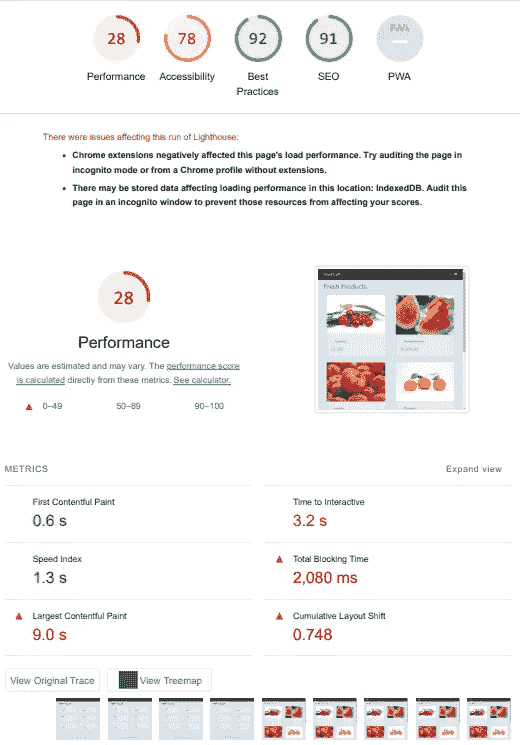 28
78
92
91
PWA
Performance
Accessibility
Best
Practices
SEO
PWA
There were issues affecting this run of Lighthouse:
Chrome extensions negatively affected this page's load performance. Try auditing the page in
incognito mode or from a Chrome profile without extensions.
There may be stored data affecting loading performance in this location: IndexedDB. Audit this
page in an incognito window to prevent those resources from affecting your scores.
28
Performance
Values are estimated and may vary. The performance score
is calculated directly from these metrics. See calculator.
0–49
50–89
90–100
Fresh Products
METRICS
Expand view
First Contentful Paint
0.6 s
Time to Interactive
3.2 s
Speed Index
1.3 s
Total Blocking Time
2,080 ms
Largest Contentful Paint
9.0 s
Cumulative Layout Shift
0.748
View Original Trace
View Treemap